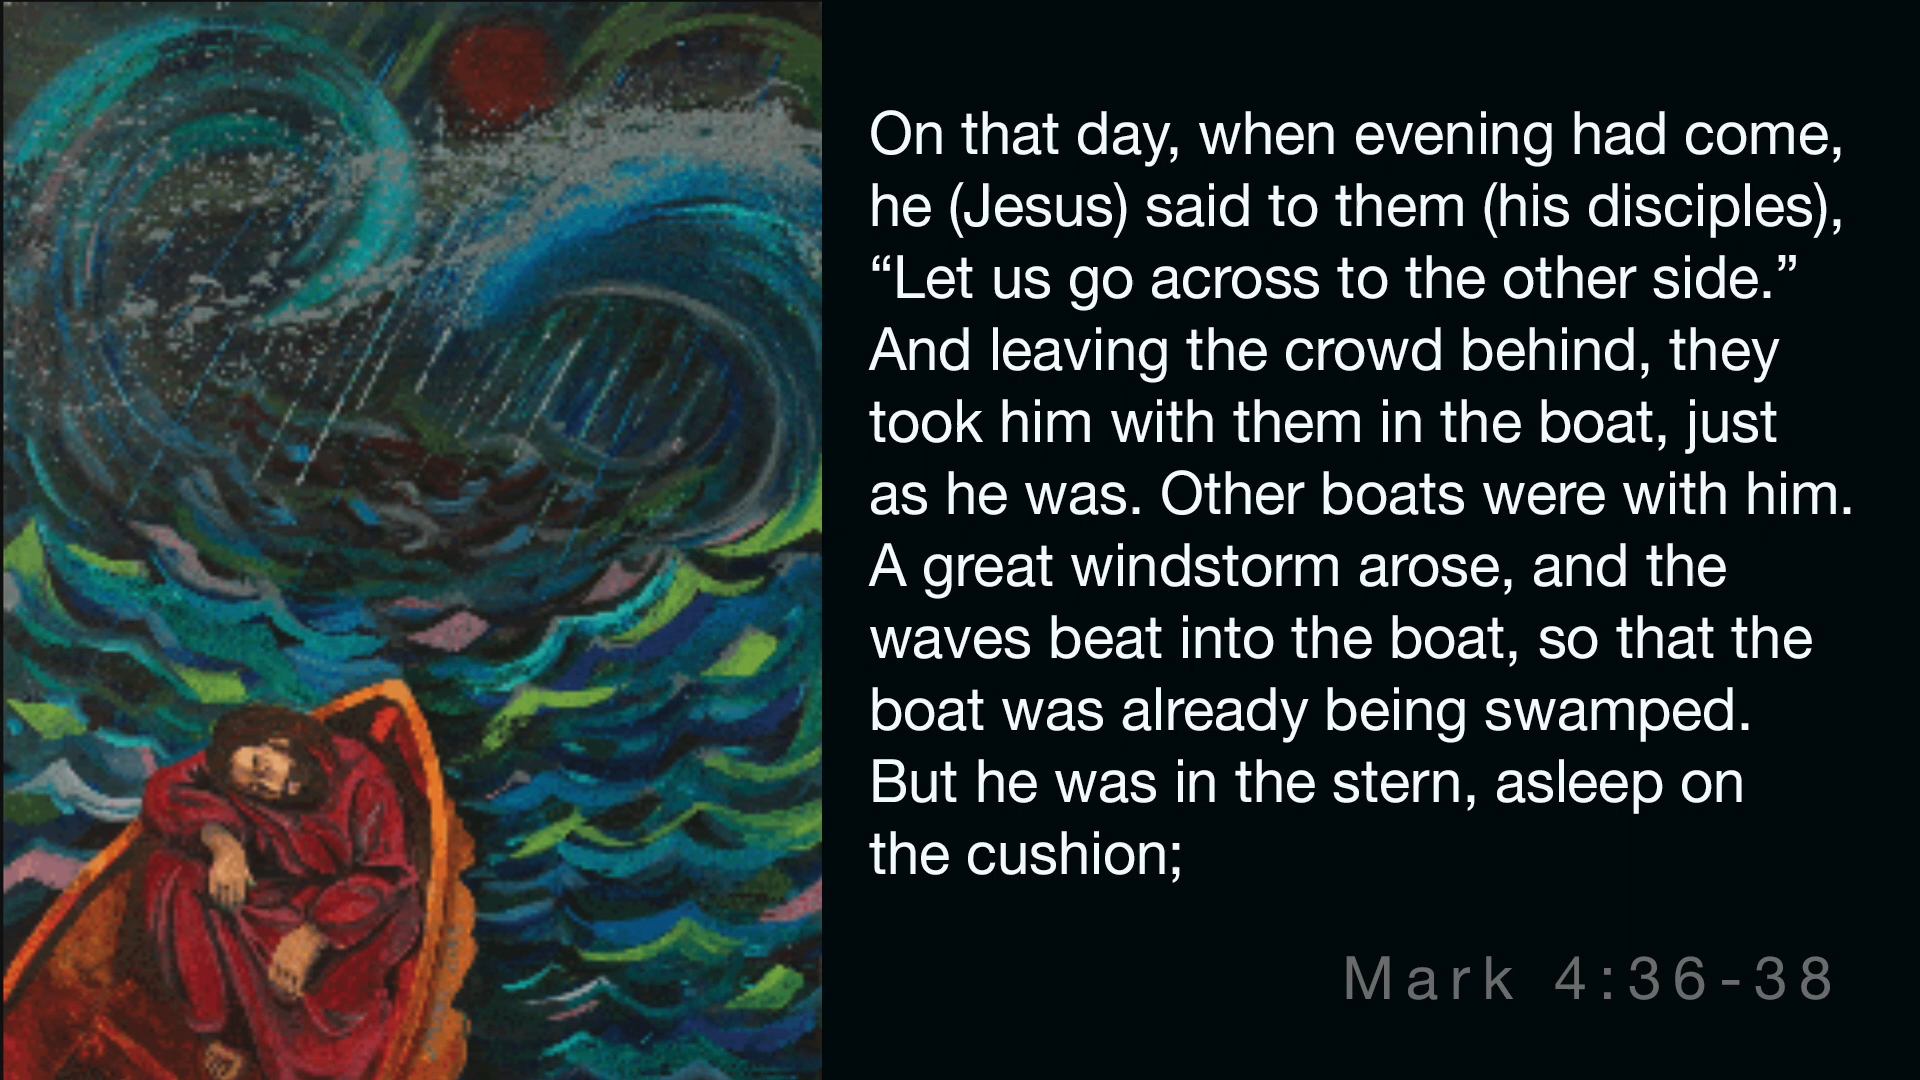 On that day, when evening had come,
he (Jesus) said to them (his disciples),
“Let us go across to the other side.”
And leaving the crowd behind, they
took him with them in the boat, just
as he was. Other boats were with him.
A great windstorm arose, and the
waves beat into the boat, so that the
boat was already being swamped.
But he was in the stern, asleep on
the cushion;
Mark 4:36-38